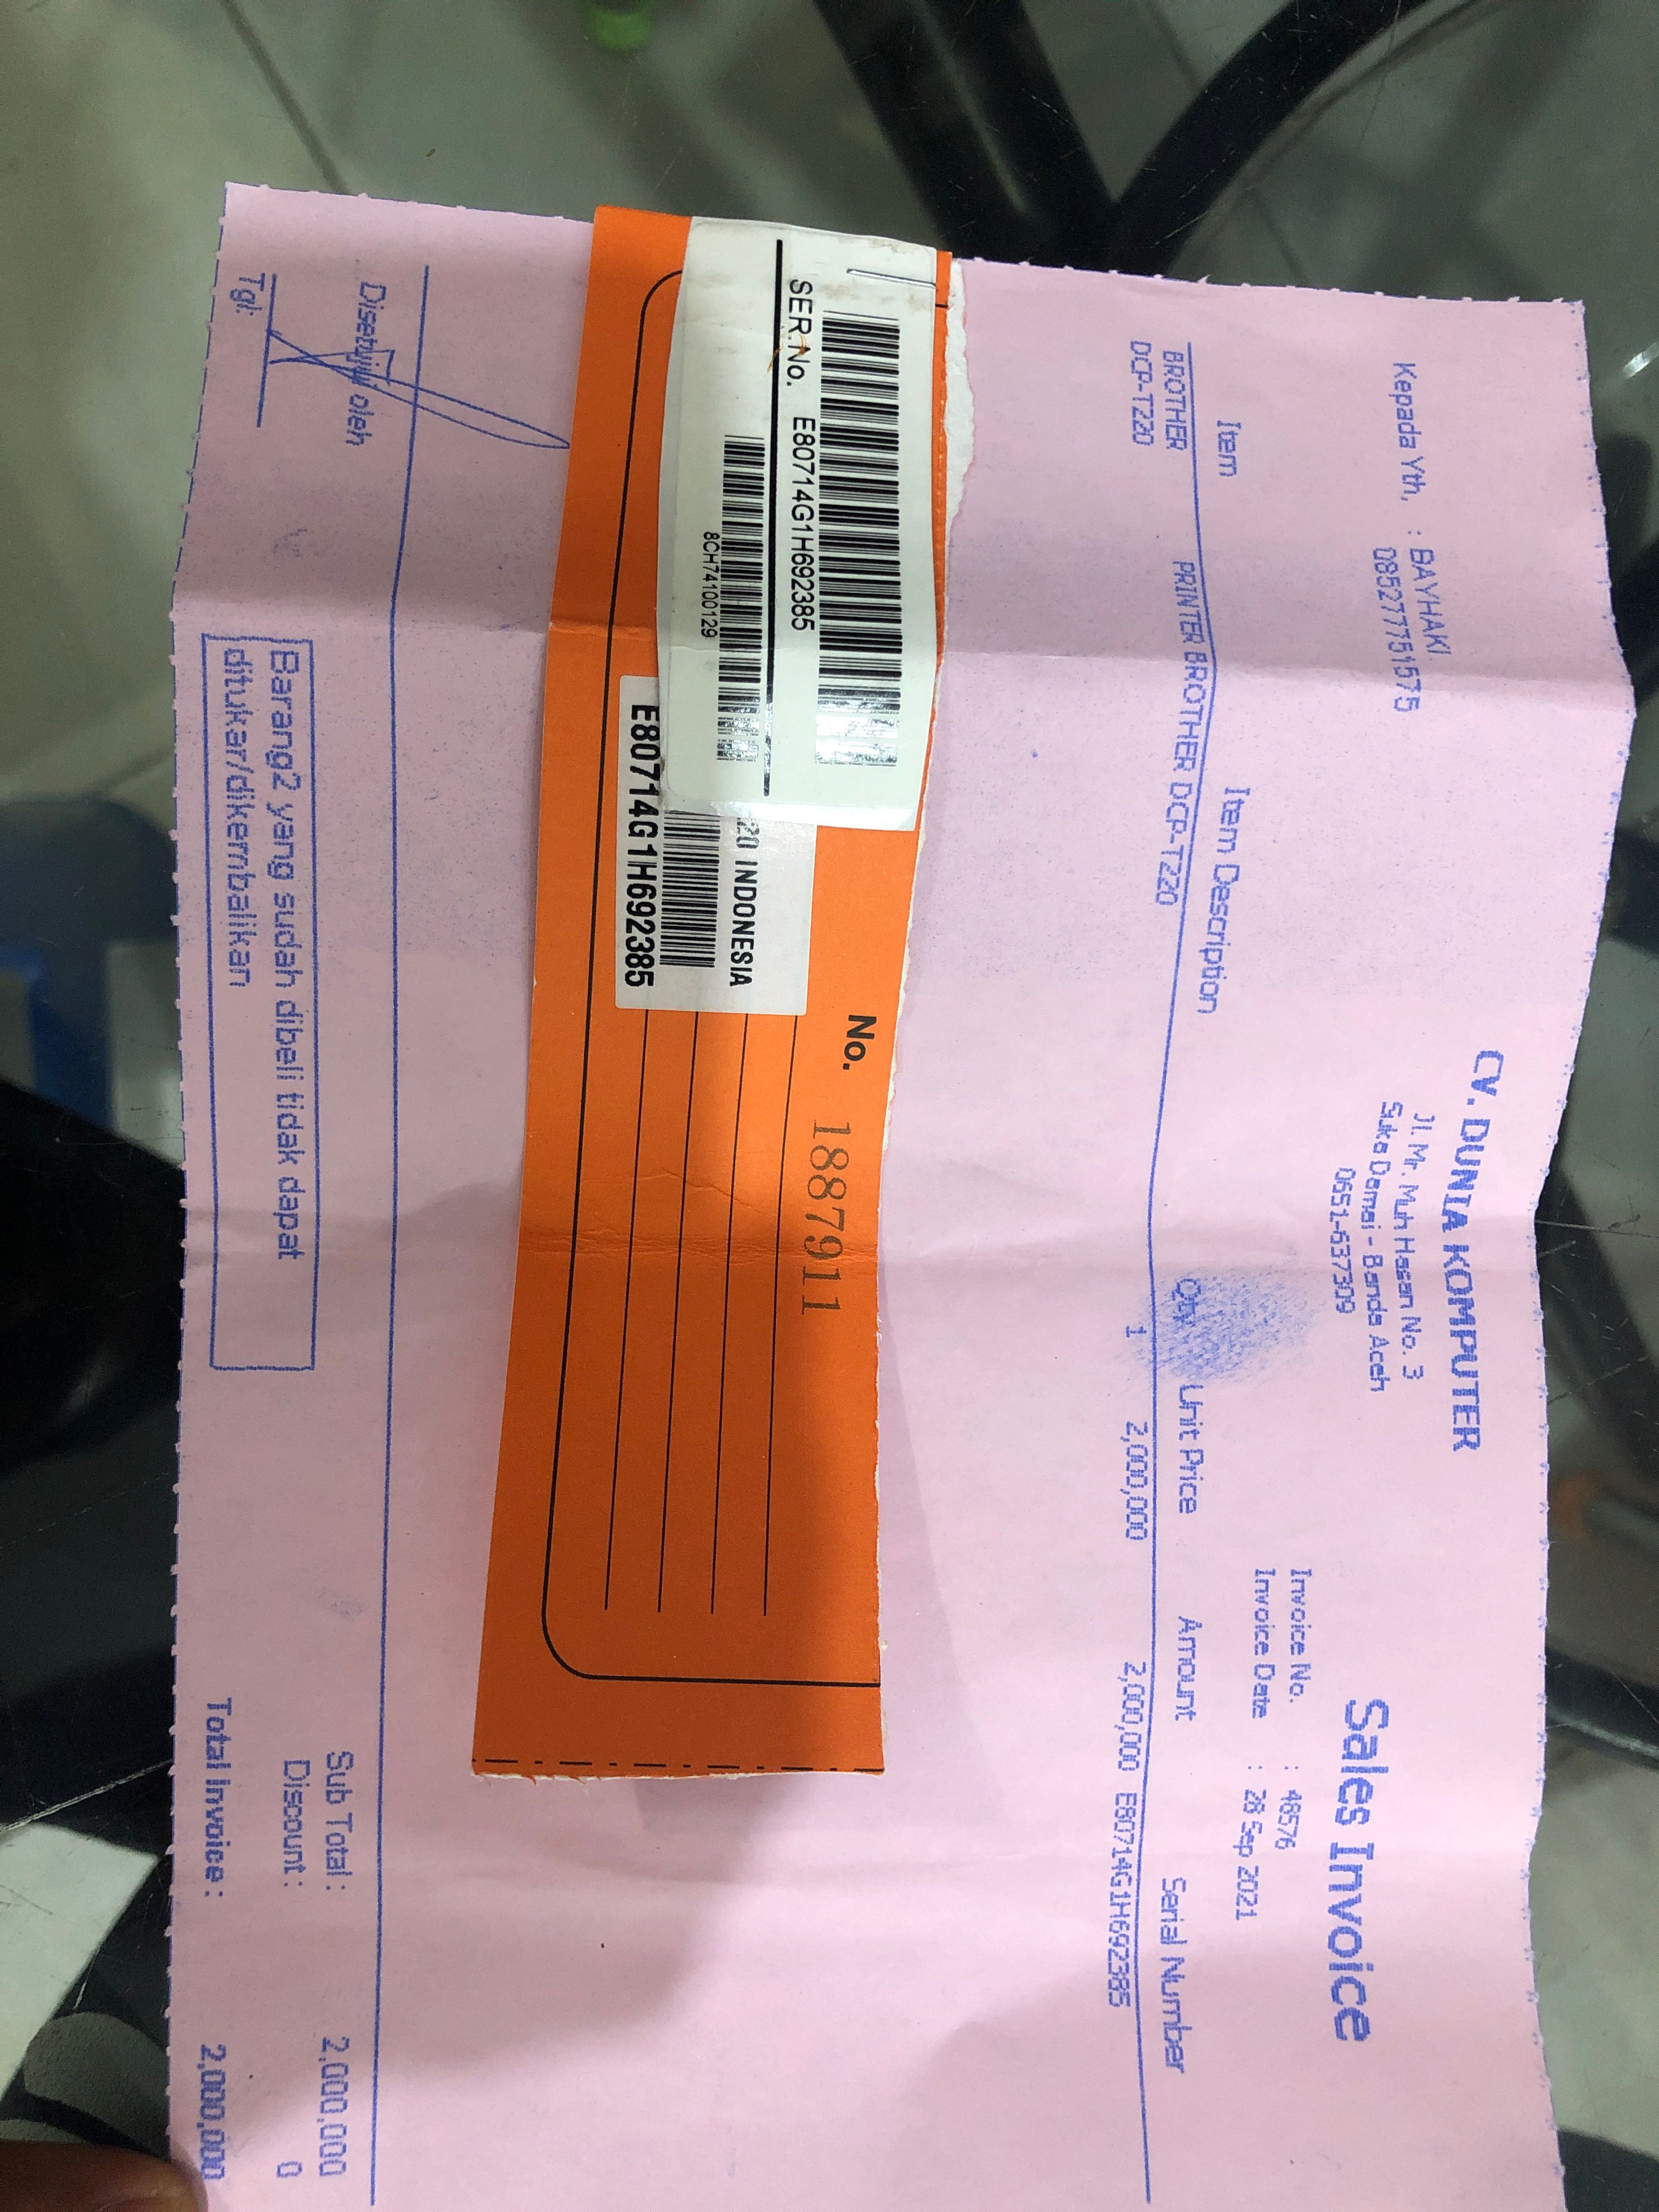 CV. DUNIA KOMPUTER
Jl. Mr. Muh Hasan No. 3
Suka Damai - Banda Aceh
0651-637309
Sales Invoice
Kepada Yth, : BAYHAKI
085277751575
Invoice No. : 48576
Invoice Date : 28 Sep 2021
Item Item Description Qty Unit Price Amount Serial Number
BROTHER PRINTER BROTHER DCP-T220 1 2,000,000 2,000,000 E80714G1H692385
DCP-T220
No. 1887911
SER.No. E80714G1H692385
8CH74100129
20 INDONESIA
E80714G1H692385
Disetujui oleh
Tgl:
Barang2 yang sudah dibeli tidak dapat
ditukar/dikembalikan
Sub Total : 2,000,000
Discount : 0
Total Invoice : 2,000,000